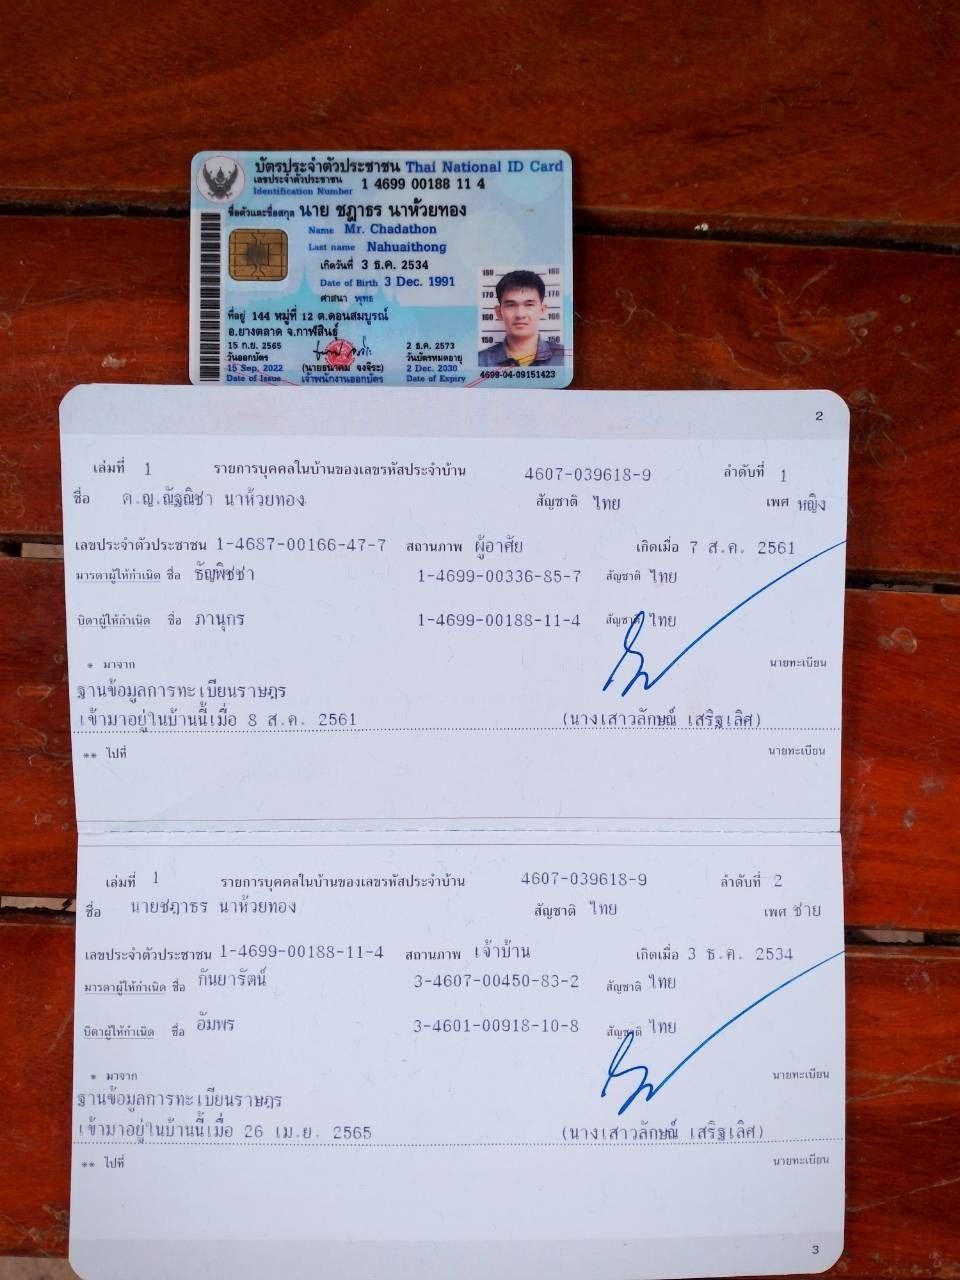 บัตรประจำตัวประชาชน Thai National ID Card
เลขประจำตัวประชาชน
Identification Number 1 4699 00188 11 4
ชื่อตัวและชื่อสกุล นาย ชฎาธร นาห้วยทอง
Name Mr. Chadathon
Last name Nahuaithong
เกิดวันที่ 3 ธ.ค. 2534
Date of Birth 3 Dec. 1991
ศาสนา พุทธ
ที่อยู่ 144 หมู่ที่ 12 ต.ดอนสมบูรณ์
อ.ยางตลาด จ.กาฬสินธุ์
15 ก.ย. 2565
วันออกบัตร
15 Sep. 2022
Date of Issue
(นายธนาคม จงจิระ)
เจ้าพนักงานออกบัตร
2 ธ.ค. 2573
วันบัตรหมดอายุ
2 Dec. 2030
Date of Expiry
180 180
170 170
160 160
150 150
4699-04-09151423
2
เล่มที่ 1 รายการบุคคลในบ้านของเลขรหัสประจำบ้าน 4607-039618-9 ลำดับที่ 1
ชื่อ ด.ญ.ณัฐณิชา นาห้วยทอง สัญชาติ ไทย เพศ หญิง
เลขประจำตัวประชาชน 1-4687-00166-47-7 สถานภาพ ผู้อาศัย เกิดเมื่อ 7 ส.ค. 2561
มารดาผู้ให้กำเนิด ชื่อ ธัญพิชชา 1-4699-00336-85-7 สัญชาติ ไทย
บิดาผู้ให้กำเนิด ชื่อ ภานุกร 1-4699-00188-11-4 สัญชาติ ไทย
* มาจาก นายทะเบียน
ฐานข้อมูลการทะเบียนราษฎร
เข้ามาอยู่ในบ้านนี้เมื่อ 8 ส.ค. 2561 (นางเสาวลักษณ์ เสริฐเลิศ)
** ไปที่ นายทะเบียน
เล่มที่ 1 รายการบุคคลในบ้านของเลขรหัสประจำบ้าน 4607-039618-9 ลำดับที่ 2
ชื่อ นายชฎาธร นาห้วยทอง สัญชาติ ไทย เพศ ชาย
เลขประจำตัวประชาชน 1-4699-00188-11-4 สถานภาพ เจ้าบ้าน เกิดเมื่อ 3 ธ.ค. 2534
มารดาผู้ให้กำเนิด ชื่อ กันยารัตน์ 3-4607-00450-83-2 สัญชาติ ไทย
บิดาผู้ให้กำเนิด ชื่อ อัมพร 3-4601-00918-10-8 สัญชาติ ไทย
* มาจาก นายทะเบียน
ฐานข้อมูลการทะเบียนราษฎร
เข้ามาอยู่ในบ้านนี้เมื่อ 26 เม.ย. 2565 (นางเสาวลักษณ์ เสริฐเลิศ)
** ไปที่ นายทะเบียน
3